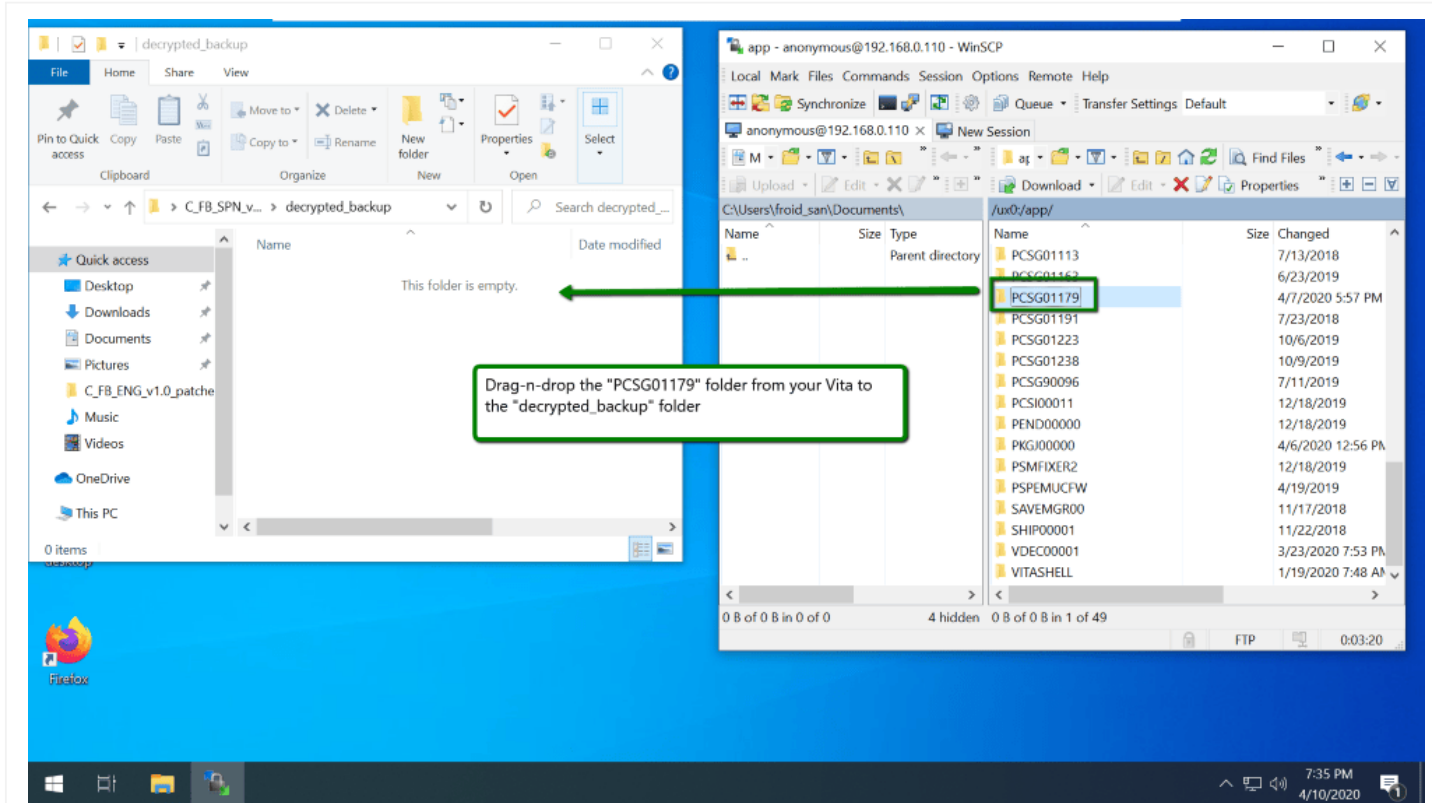 decrypted_backup
File Home Share View
Pin to Quick access
Copy
Paste
Move to
Copy to
Delete
Rename
New folder
Properties
Select
Clipboard Organize New Open
C_FB_SPN_v... > decrypted_backup
Search decrypted_...
Name Date modified
This folder is empty.
Quick access
Desktop
Downloads
Documents
Pictures
C_FB_ENG_v1.0_patche
Music
Videos
OneDrive
This PC
0 items
Firefox
app - anonymous@192.168.0.110 - WinSCP
Local Mark Files Commands Session Options Remote Help
Synchronize Queue Transfer Settings Default
anonymous@192.168.0.110 × New Session
Find Files
Upload Edit Download Edit Properties
C:\Users\froid_san\Documents\ /ux0:/app/
Name Size Type
.. Parent directory
Name Size Changed
PCSG01113 7/13/2018
PCSG01163 6/23/2019
PCSG01179 4/7/2020 5:57 PM
PCSG01191 7/23/2018
PCSG01223 10/6/2019
PCSG01238 10/9/2019
PCSG90096 7/11/2019
PCSI00011 12/18/2019
PEND00000 12/18/2019
PKGJ00000 4/6/2020 12:56 PM
PSMFIXER2 12/18/2019
PSPEMUCFW 4/19/2019
SAVEMGR00 11/17/2018
SHIP00001 11/22/2018
VDEC00001 3/23/2020 7:53 PM
VITASHELL 1/19/2020 7:48 AM
0 B of 0 B in 0 of 0 4 hidden 0 B of 0 B in 1 of 49
FTP 0:03:20
Drag-n-drop the "PCSG01179" folder from your Vita to
the "decrypted_backup" folder
7:35 PM
4/10/2020